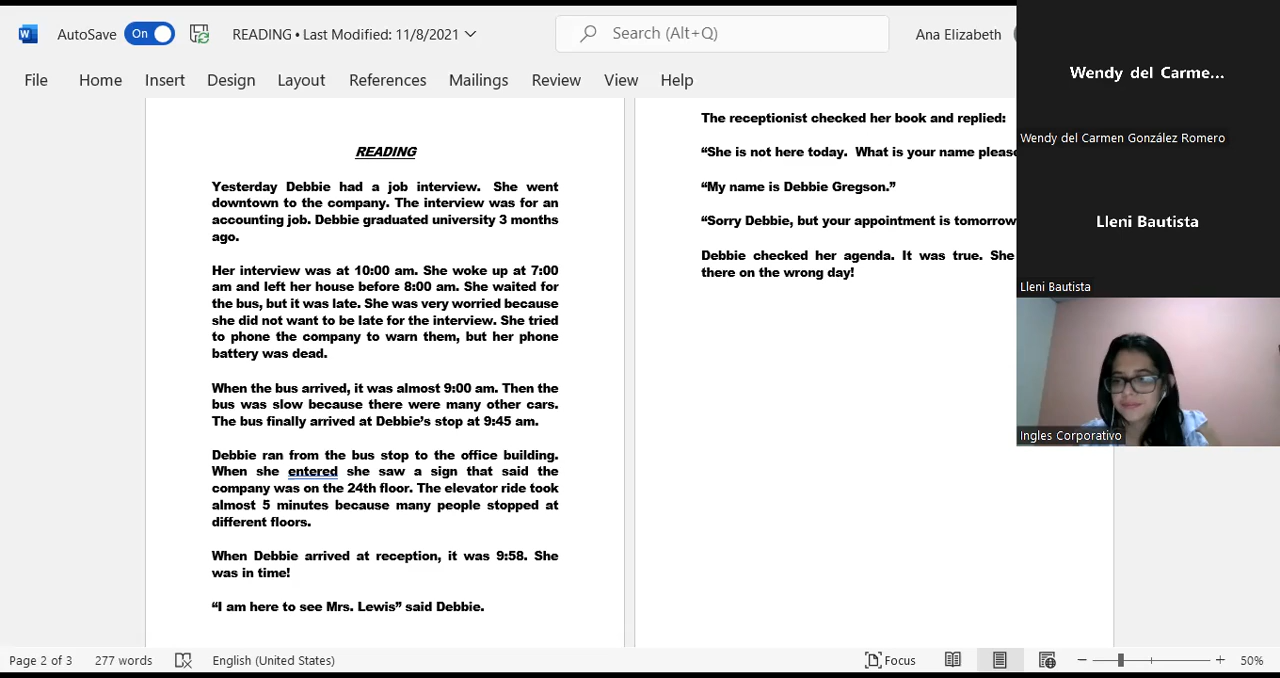 AutoSave On READING • Last Modified: 11/8/2021 Search (Alt+Q) Ana Elizabeth
File Home Insert Design Layout References Mailings Review View Help
READING
Yesterday Debbie had a job interview. She went
downtown to the company. The interview was for an
accounting job. Debbie graduated university 3 months
ago.
Her interview was at 10:00 am. She woke up at 7:00
am and left her house before 8:00 am. She waited for
the bus, but it was late. She was very worried because
she did not want to be late for the interview. She tried
to phone the company to warn them, but her phone
battery was dead.
When the bus arrived, it was almost 9:00 am. Then the
bus was slow because there were many other cars.
The bus finally arrived at Debbie's stop at 9:45 am.
Debbie ran from the bus stop to the office building.
When she entered she saw a sign that said the
company was on the 24th floor. The elevator ride took
almost 5 minutes because many people stopped at
different floors.
When Debbie arrived at reception, it was 9:58. She
was in time!
“I am here to see Mrs. Lewis” said Debbie.
The receptionist checked her book and replied:
“She is not here today. What is your name please
“My name is Debbie Gregson.”
“Sorry Debbie, but your appointment is tomorrow
Debbie checked her agenda. It was true. She
there on the wrong day!
Wendy del Carme...
Wendy del Carmen González Romero
Lleni Bautista
Lleni Bautista
Ingles Corporativo
Page 2 of 3 277 words English (United States) Focus 50%